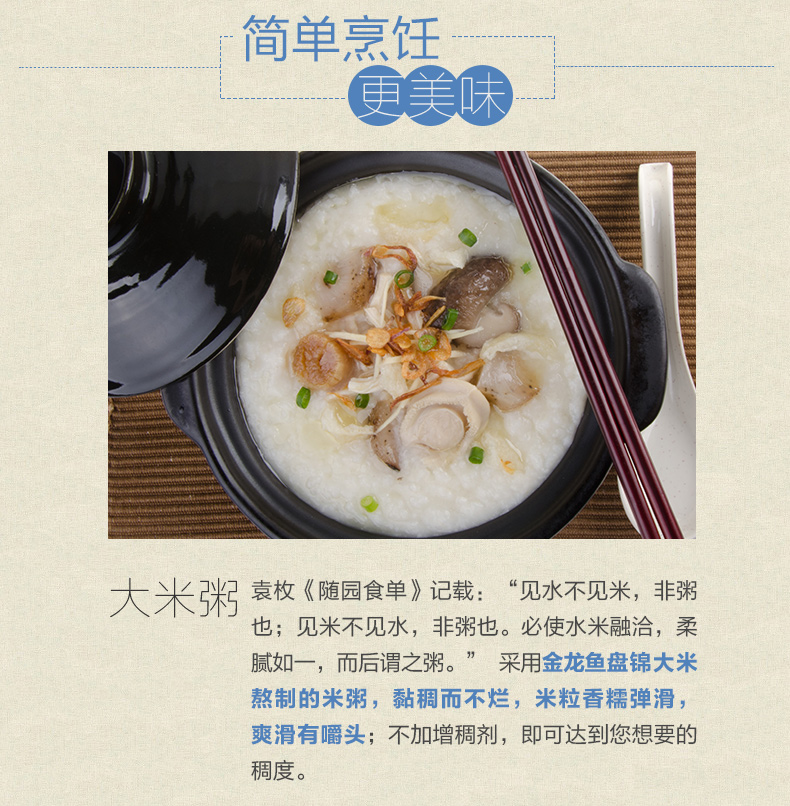 简单烹饪
更美味
大米粥
袁枚《随园食单》记载：“见水不见米，非粥
也；见米不见水，非粥也。必使水米融洽，柔
腻如一，而后谓之粥。” 采用金龙鱼盘锦大米
熬制的米粥，黏稠而不烂，米粒香糯弹滑，
爽滑有嚼头；不加增稠剂，即可达到您想要的
稠度。